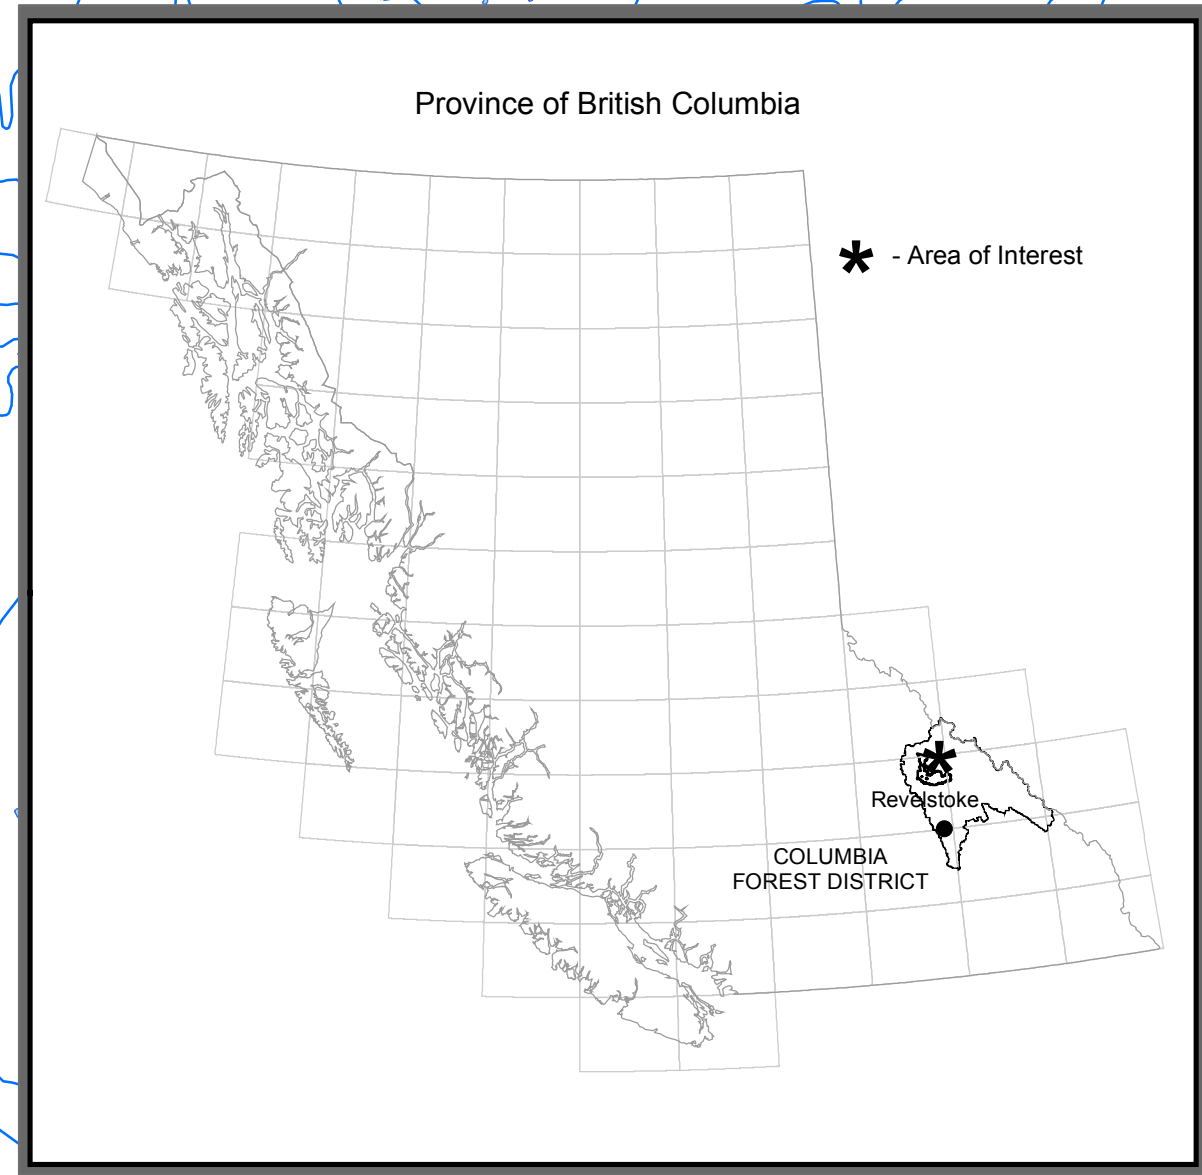 Province of British Columbia
* - Area of Interest
*
Revelstoke
COLUMBIA
FOREST DISTRICT